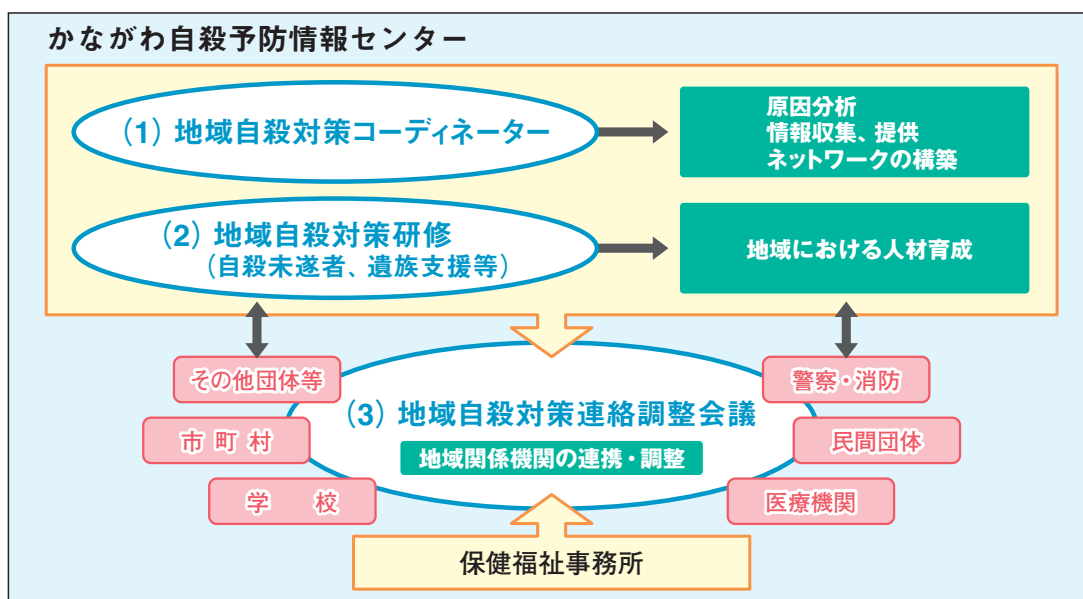 かながわ自殺予防情報センター
(1) 地域自殺対策コーディネーター
原因分析
情報収集、提供
ネットワークの構築
(2) 地域自殺対策研修
(自殺未遂者、遺族支援等)
地域における人材育成
その他団体等
警察・消防
(3) 地域自殺対策連絡調整会議
市町村
民間団体
地域関係機関の連携・調整
学　校
医療機関
保健福祉事務所